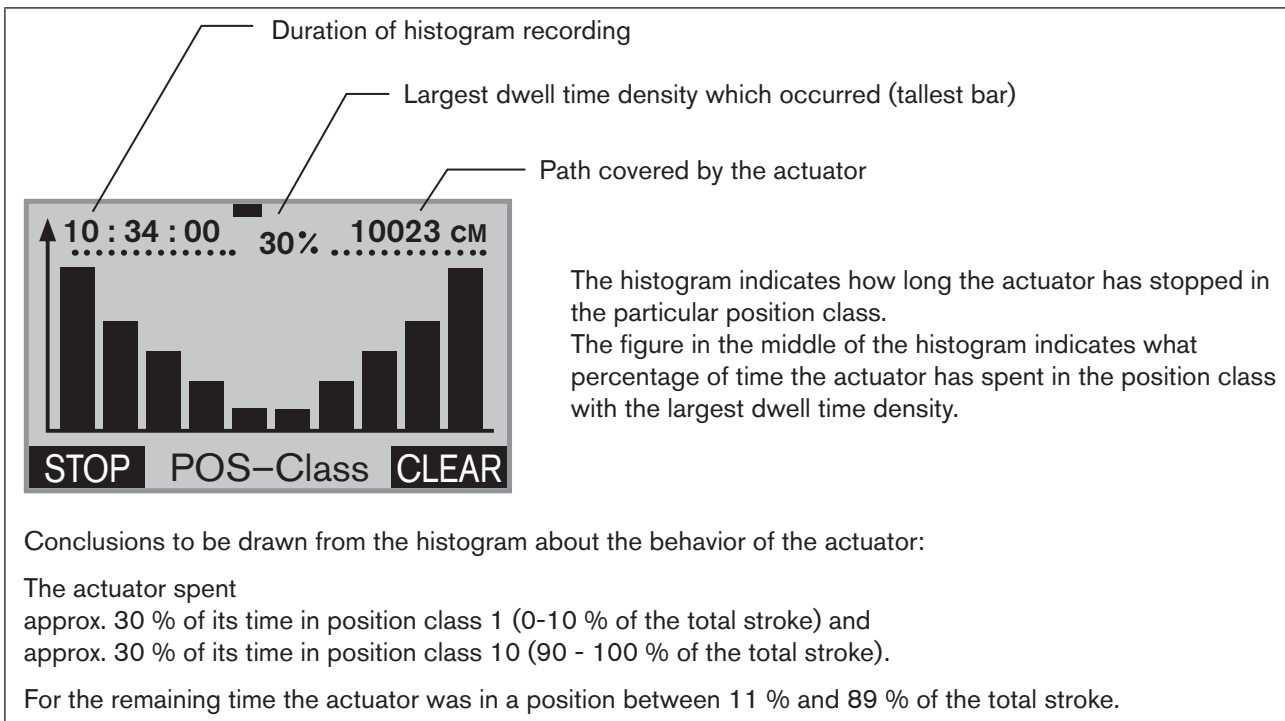 Duration of histogram recording
Largest dwell time density which occurred (tallest bar)
Path covered by the actuator
10 : 34 : 00 30% 10023 CM
The histogram indicates how long the actuator has stopped in
the particular position class.
The figure in the middle of the histogram indicates what
percentage of time the actuator has spent in the position class
with the largest dwell time density.
STOP POS–Class CLEAR
Conclusions to be drawn from the histogram about the behavior of the actuator:
The actuator spent
approx. 30 % of its time in position class 1 (0-10 % of the total stroke) and
approx. 30 % of its time in position class 10 (90 - 100 % of the total stroke).
For the remaining time the actuator was in a position between 11 % and 89 % of the total stroke.